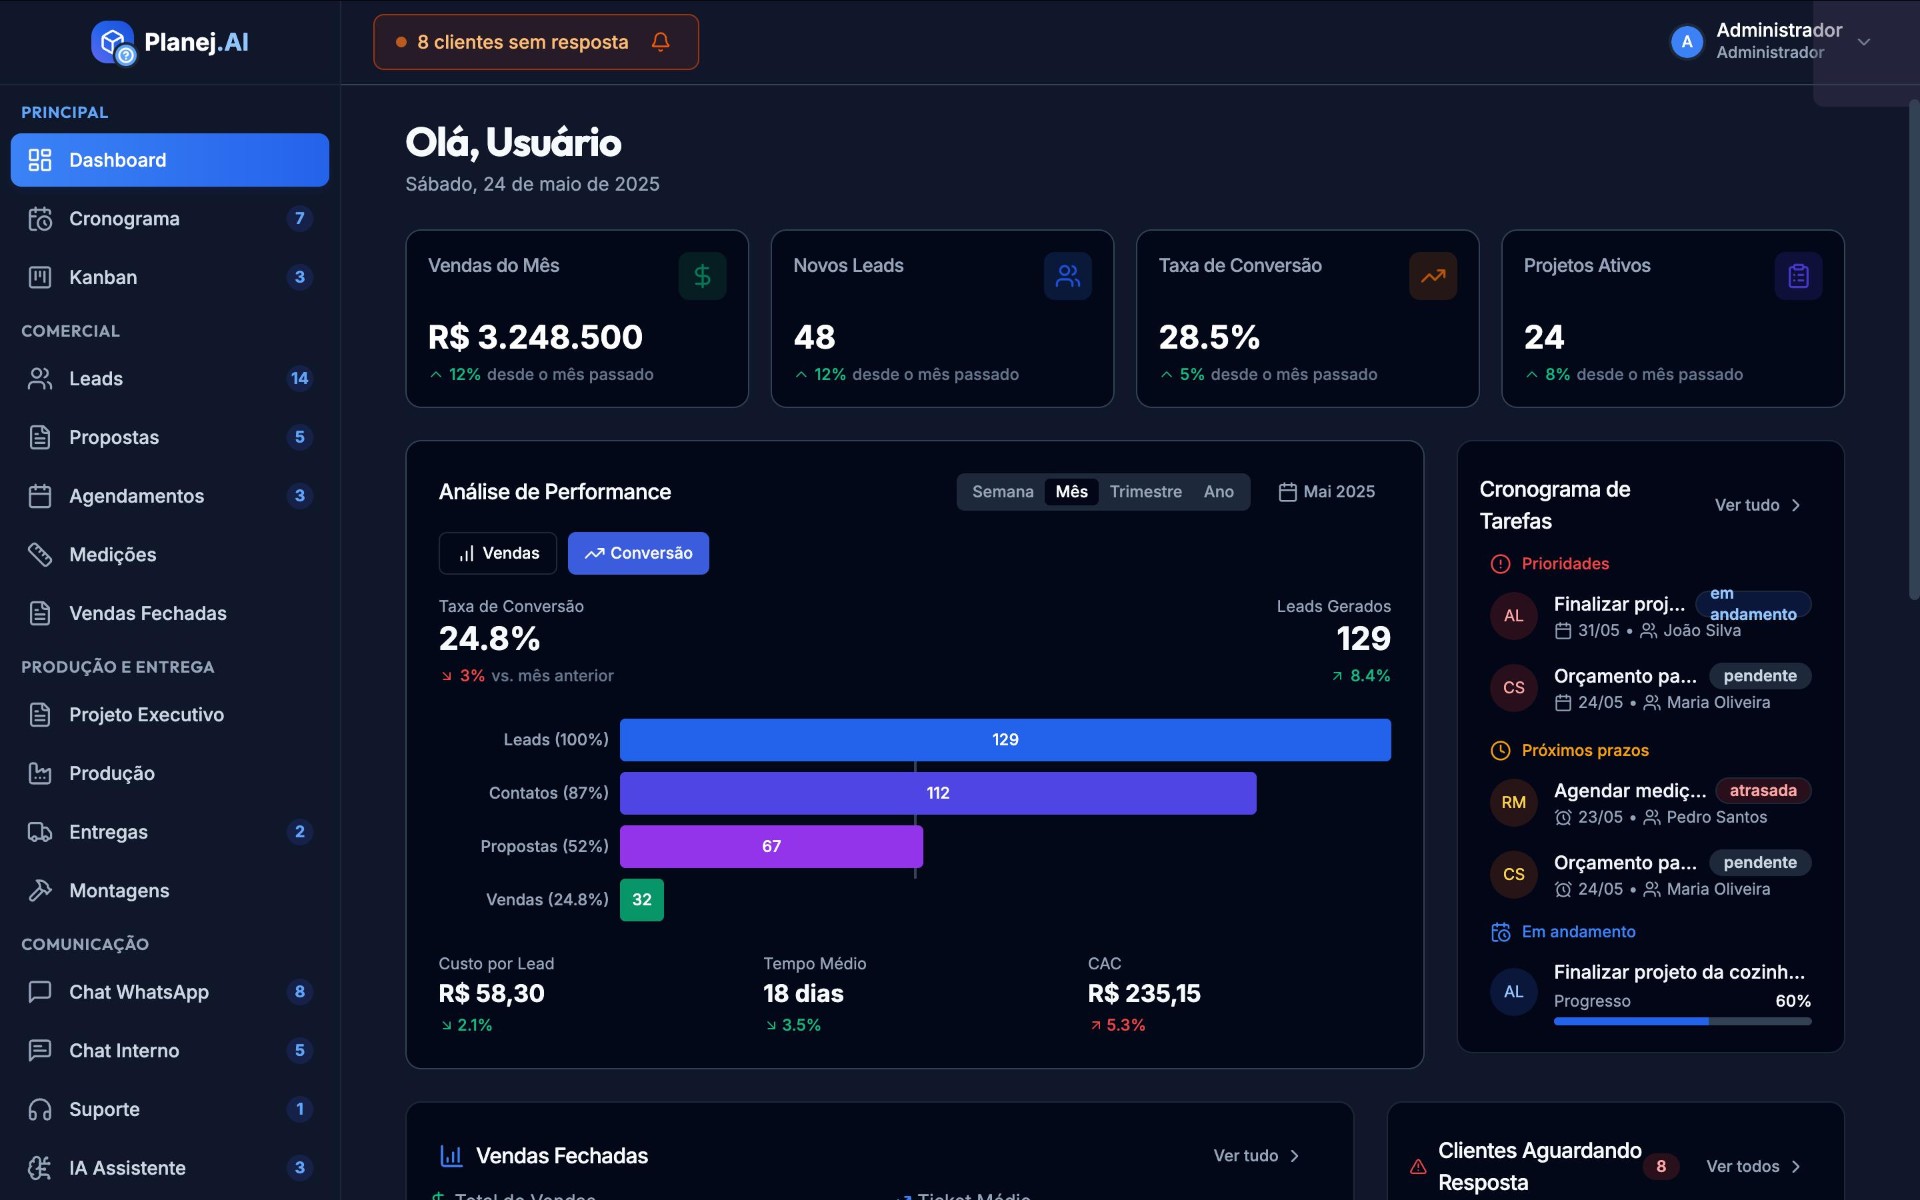 Planej.AI
8 clientes sem resposta
A
Administrador
Administrador
PRINCIPAL
Dashboard
Cronograma 7
Kanban 3
COMERCIAL
Leads 14
Propostas 5
Agendamentos 3
Medições
Vendas Fechadas
PRODUÇÃO E ENTREGA
Projeto Executivo
Produção
Entregas 2
Montagens
COMUNICAÇÃO
Chat WhatsApp 8
Chat Interno 5
Suporte 1
IA Assistente 3
Olá, Usuário
Sábado, 24 de maio de 2025
Vendas do Mês
R$ 3.248.500
12% desde o mês passado
Novos Leads
48
12% desde o mês passado
Taxa de Conversão
28.5%
5% desde o mês passado
Projetos Ativos
24
8% desde o mês passado
Análise de Performance
Semana Mês Trimestre Ano
Mai 2025
Vendas Conversão
Taxa de Conversão
24.8%
3% vs. mês anterior
Leads Gerados
129
8.4%
Leads (100%) 129
Contatos (87%) 112
Propostas (52%) 67
Vendas (24.8%) 32
Custo por Lead
R$ 58,30
2.1%
Tempo Médio
18 dias
3.5%
CAC
R$ 235,15
5.3%
Cronograma de
Tarefas
Ver tudo
Prioridades
AL
Finalizar proj...
em
andamento
31/05 • João Silva
CS
Orçamento pa... pendente
24/05 • Maria Oliveira
Próximos prazos
RM
Agendar mediç... atrasada
23/05 • Pedro Santos
CS
Orçamento pa... pendente
24/05 • Maria Oliveira
Em andamento
AL
Finalizar projeto da cozinh...
Progresso 60%
Vendas Fechadas
Ver tudo
Total de Vendas
Ticket Médio
Clientes Aguardando
Resposta
8
Ver todos